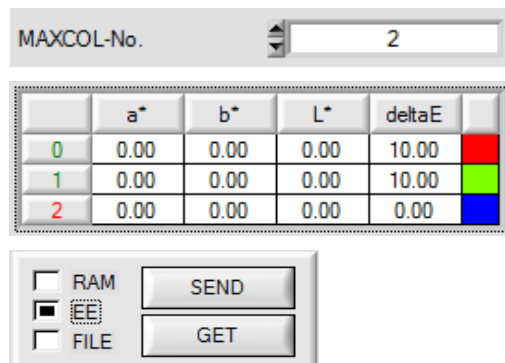 MAXCOL-No. 2
a* b* L* deltaE
0 0.00 0.00 0.00 10.00
1 0.00 0.00 0.00 10.00
2 0.00 0.00 0.00 0.00
RAM SEND
EE
FILE GET